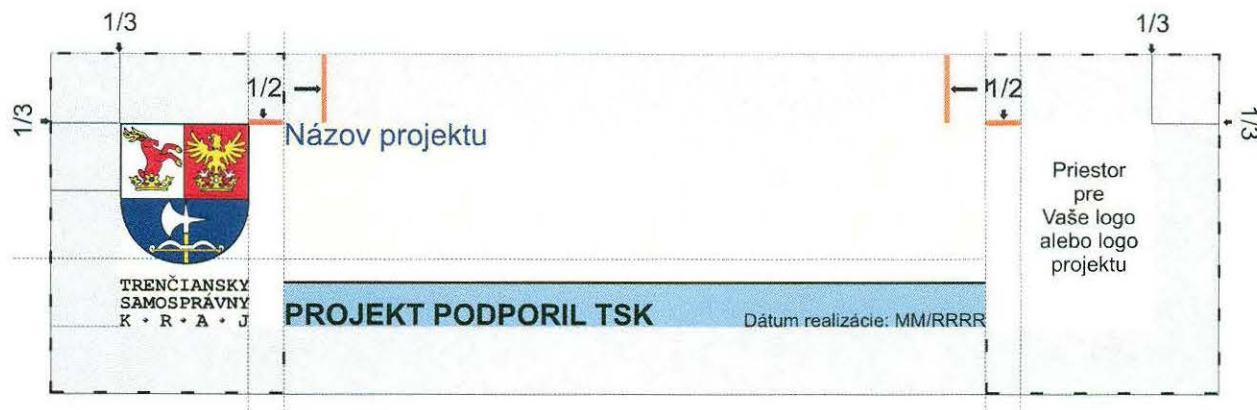 1/3
1/3
1/2
1/2
1/3
1/3
Názov projektu
Priestor
pre
Vaše logo
alebo logo
projektu
TRENČIANSKY
SAMOSPRÁVNY
K • R • A • J
PROJEKT PODPORIL TSK
Dátum realizácie: MM/RRRR